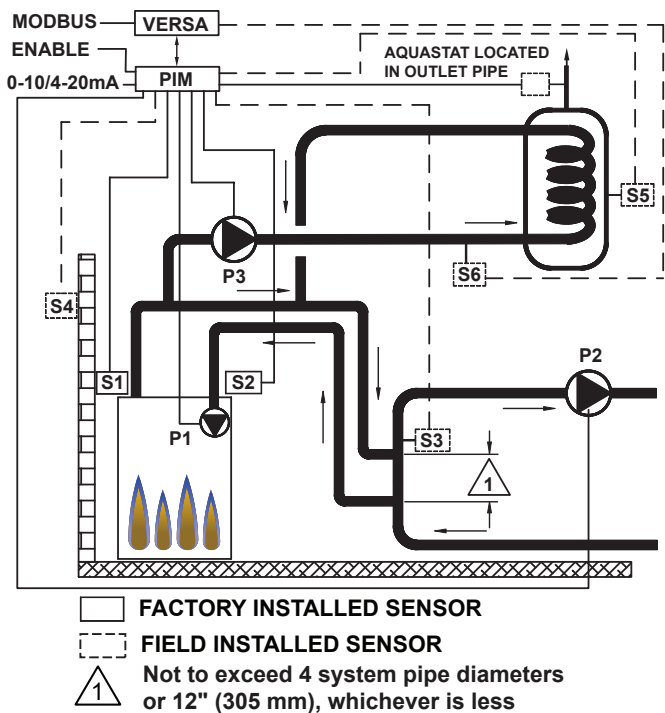 MODBUS
VERSA
ENABLE
0-10/4-20mA
PIM
AQUASTAT LOCATED
IN OUTLET PIPE
S5
S6
P3
S4
S1
S2
P1
P2
S3
1
FACTORY INSTALLED SENSOR
FIELD INSTALLED SENSOR
1
Not to exceed 4 system pipe diameters
or 12" (305 mm), whichever is less